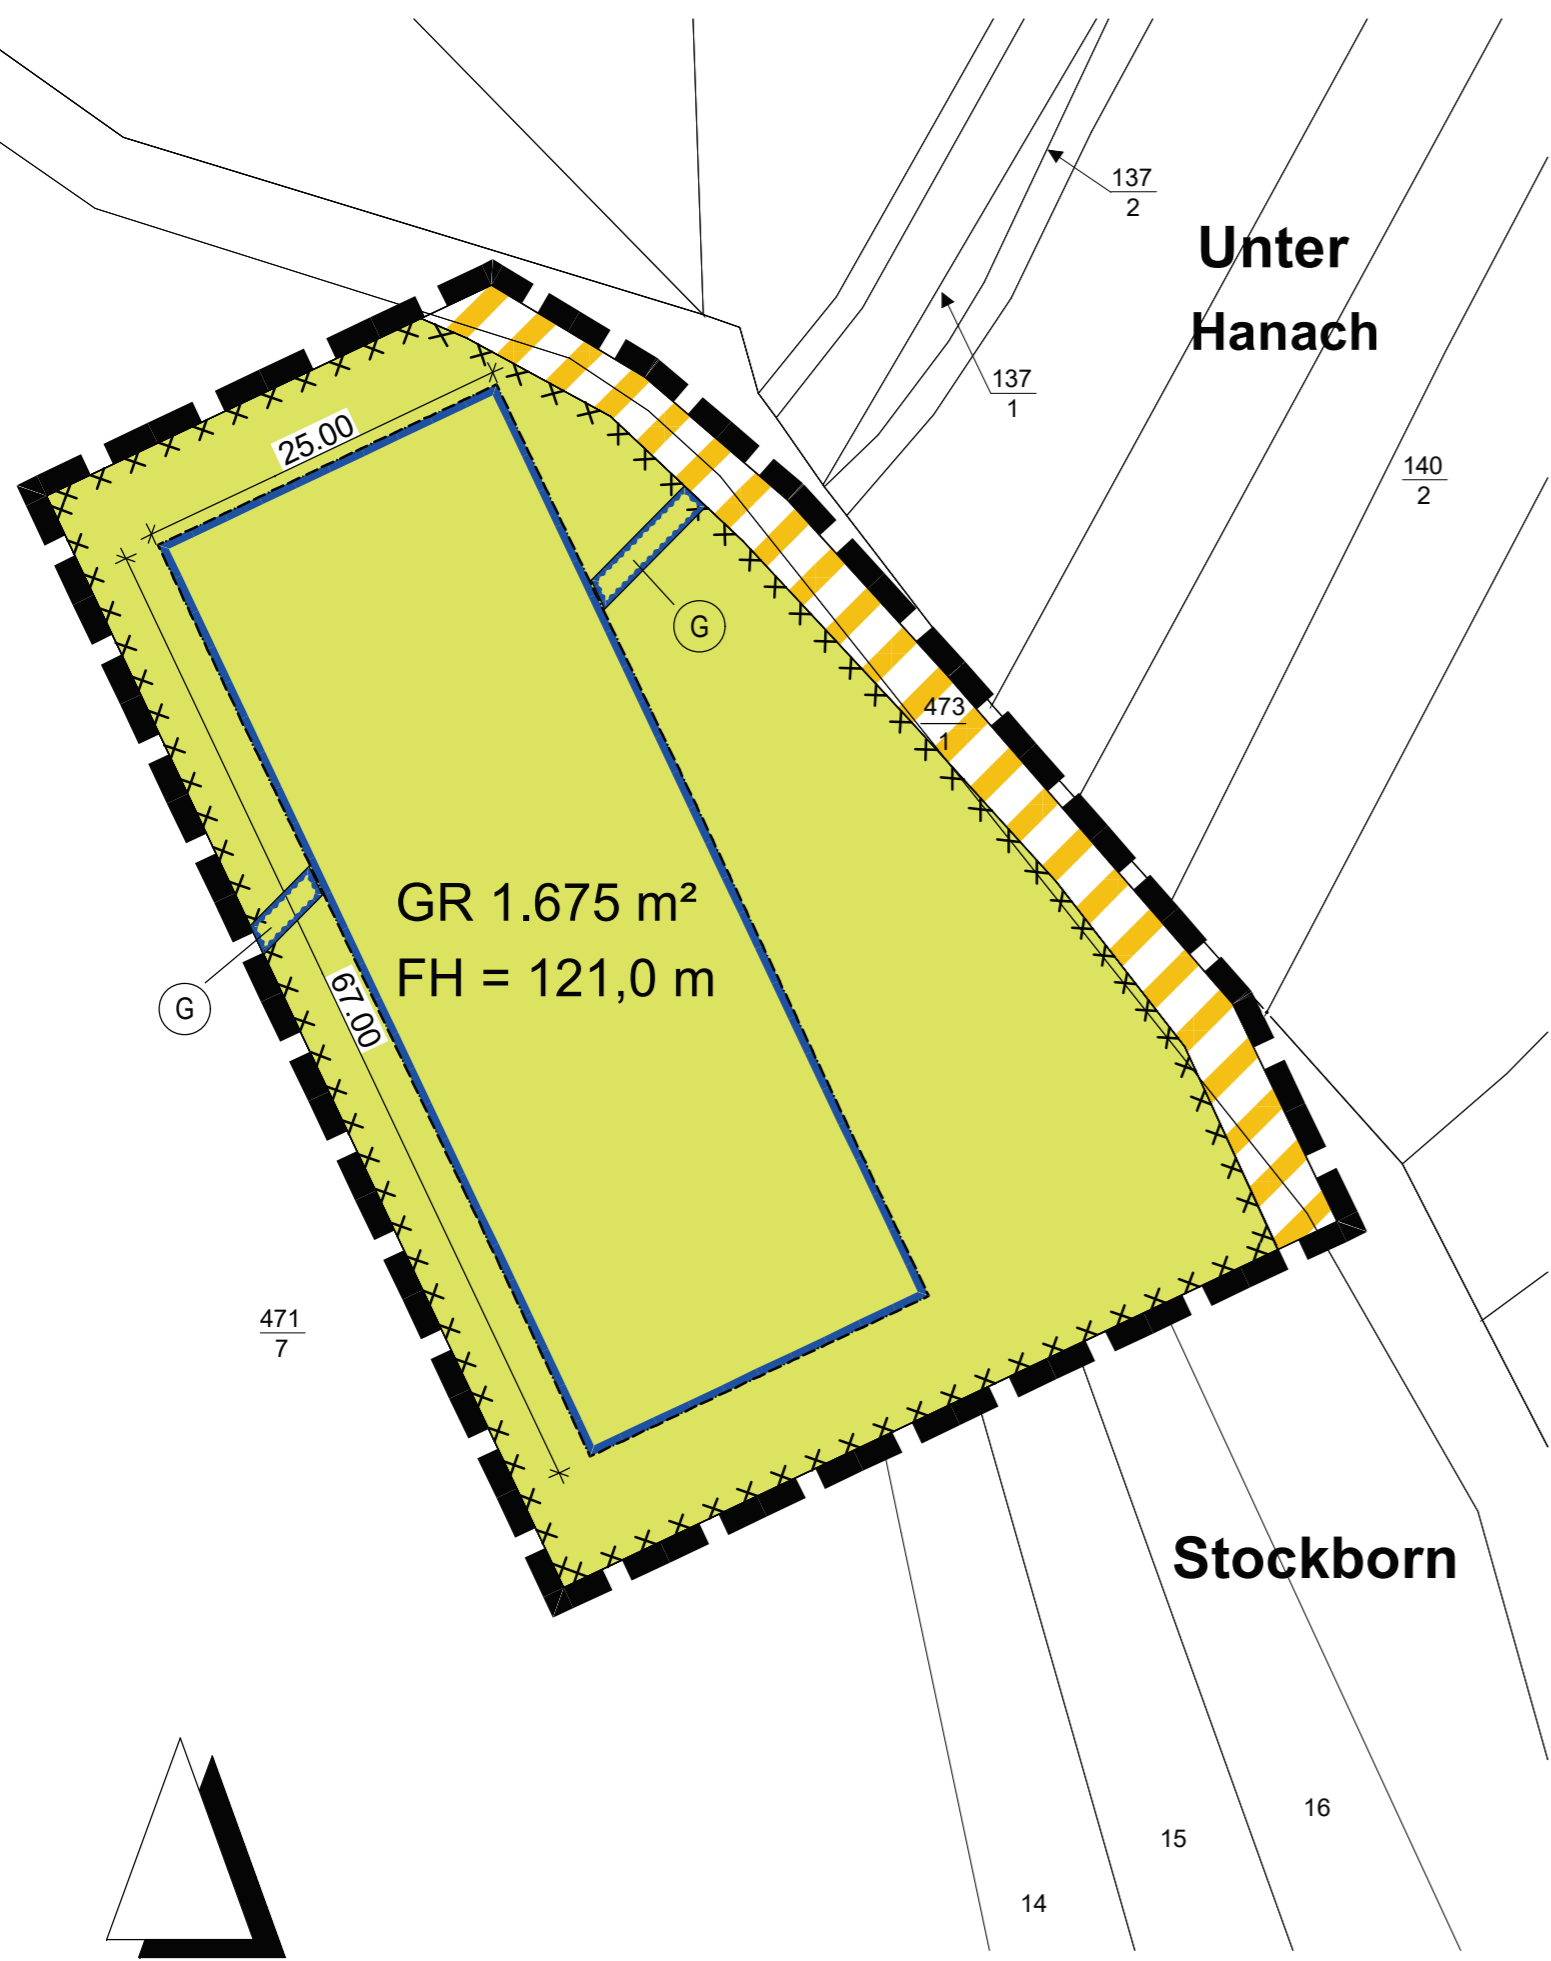 137
2
Unter
Hanach
137
1
25.00
140
2
G
473
1
GR 1.675 m²
FH = 121,0 m
67.00
G
471
7
Stockborn
16
15
14